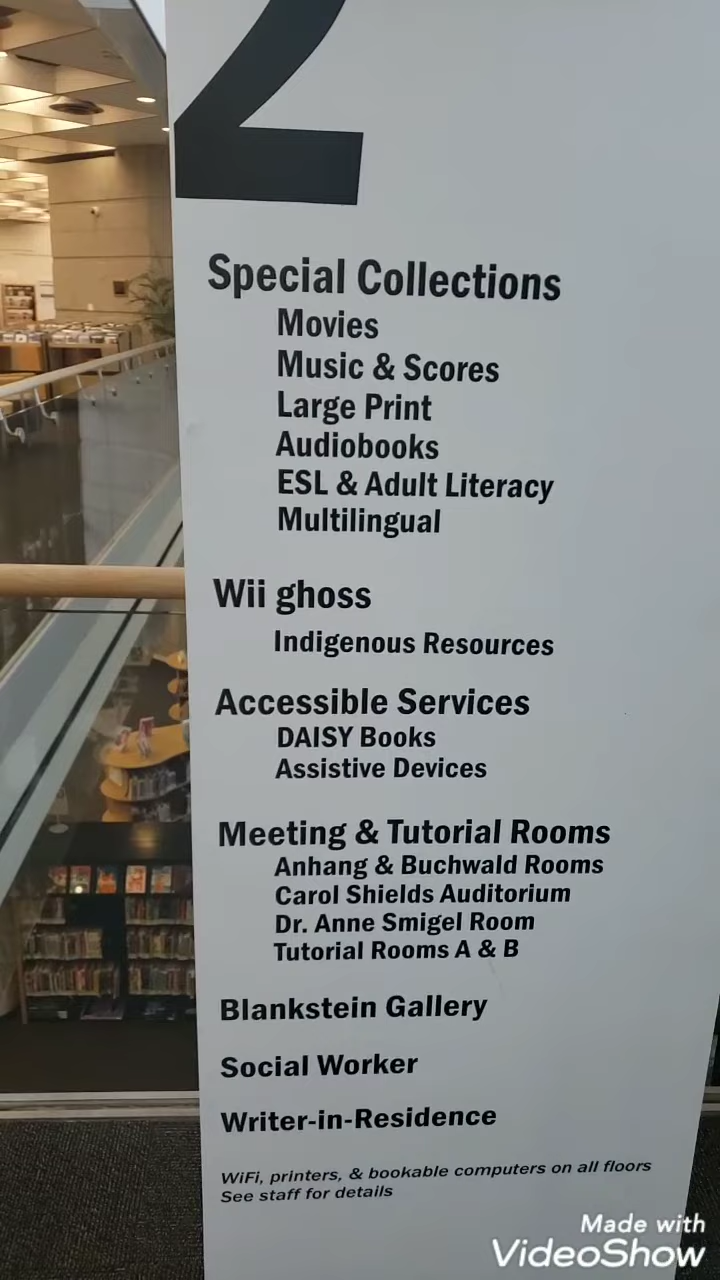 2
Special Collections
Movies
Music & Scores
Large Print
Audiobooks
ESL & Adult Literacy
Multilingual
Wii ghoss
Indigenous Resources
Accessible Services
DAISY Books
Assistive Devices
Meeting & Tutorial Rooms
Anhang & Buchwald Rooms
Carol Shields Auditorium
Dr. Anne Smigel Room
Tutorial Rooms A & B
Blankstein Gallery
Social Worker
Writer-in-Residence
WiFi, printers, & bookable computers on all floors
See staff for details
Made with
VideoShow